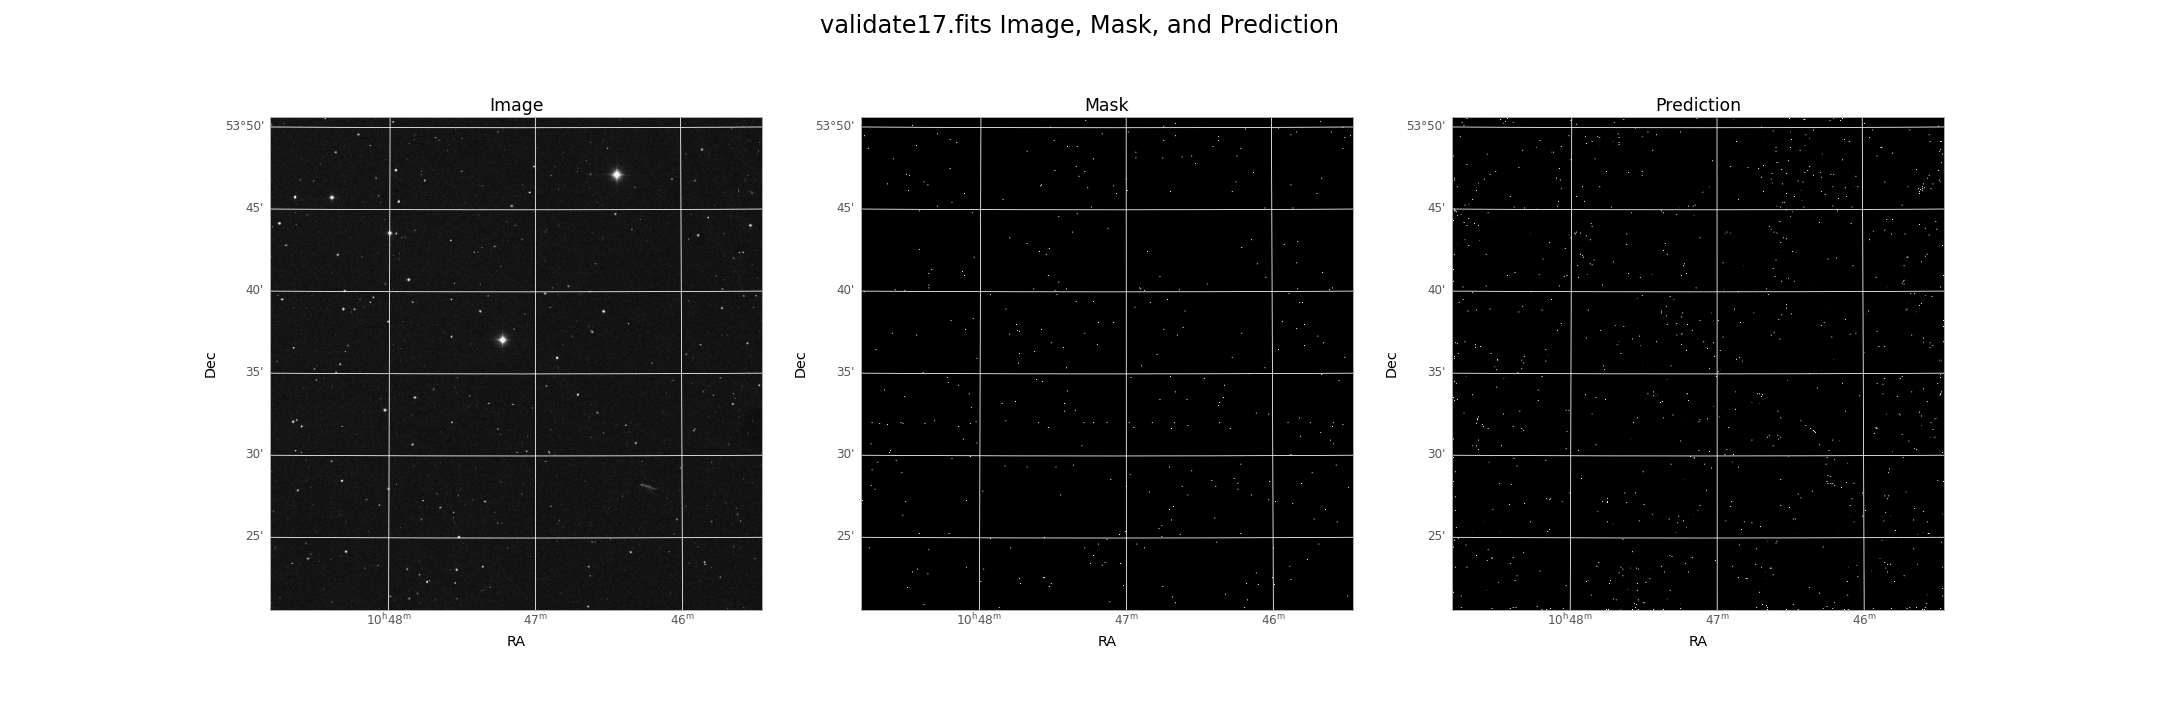 validate17.fits Image, Mask, and Prediction
Image
53°50'
45'
40'
35'
30'
25'
Dec
10ʰ48ᵐ
47ᵐ
46ᵐ
RA
Mask
53°50'
45'
40'
35'
30'
25'
Dec
10ʰ48ᵐ
47ᵐ
46ᵐ
RA
Prediction
53°50'
45'
40'
35'
30'
25'
Dec
10ʰ48ᵐ
47ᵐ
46ᵐ
RA